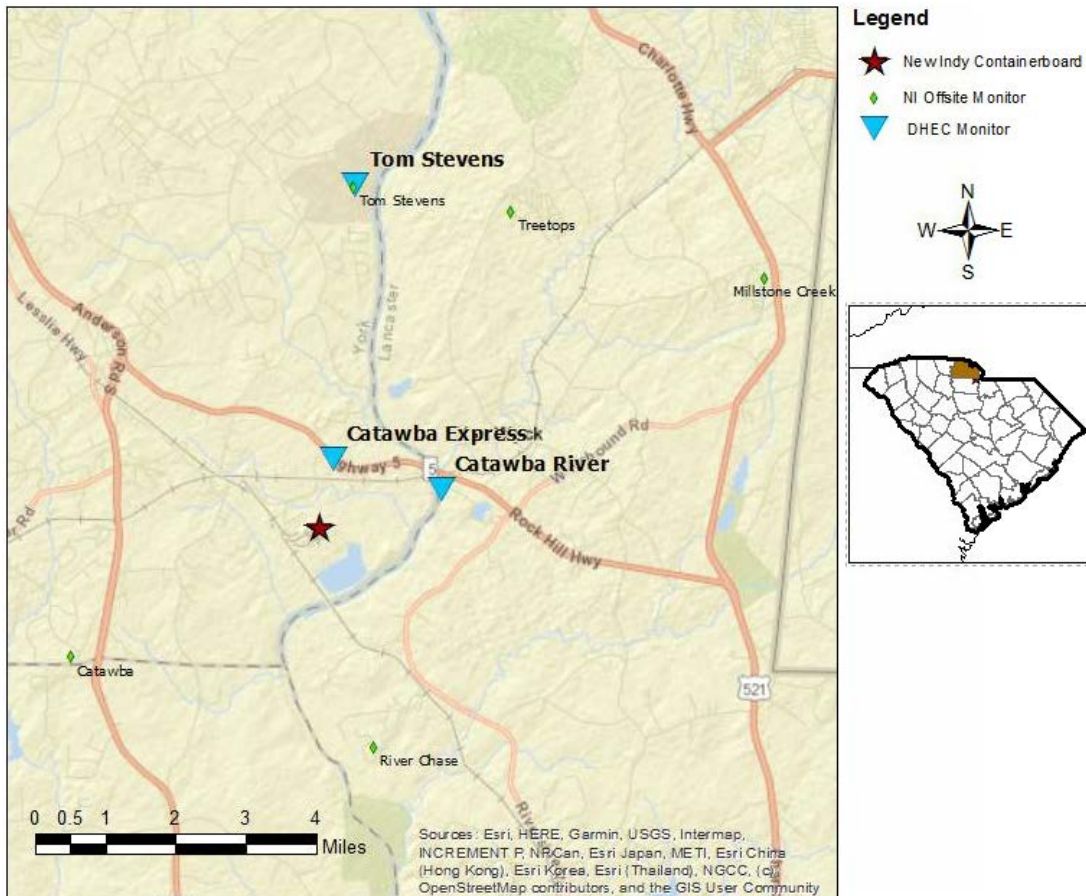 Legend
New Indy Containerboard
NI Offsite Monitor
DHEC Monitor
N
W
E
S
Charlotte Hwy
Tom Stevens
Tom Stevens
Treetops
Millstone Creek
York
Lancaster
Lesslie Hwy
Anderson Rd S
Catawba Express
ighway 5
5
Catawba River
Rd
Rock Hill Hwy
Catawba
521
River Chase
0 0.5 1 2 3 4
Miles
Sources: Esri, HERE, Garmin, USGS, Intermap,
INCREMENT P, NRCan, Esri Japan, METI, Esri China
(Hong Kong), Esri Korea, Esri (Thailand), NGCC, (c)
OpenStreetMap contributors, and the GIS User Community